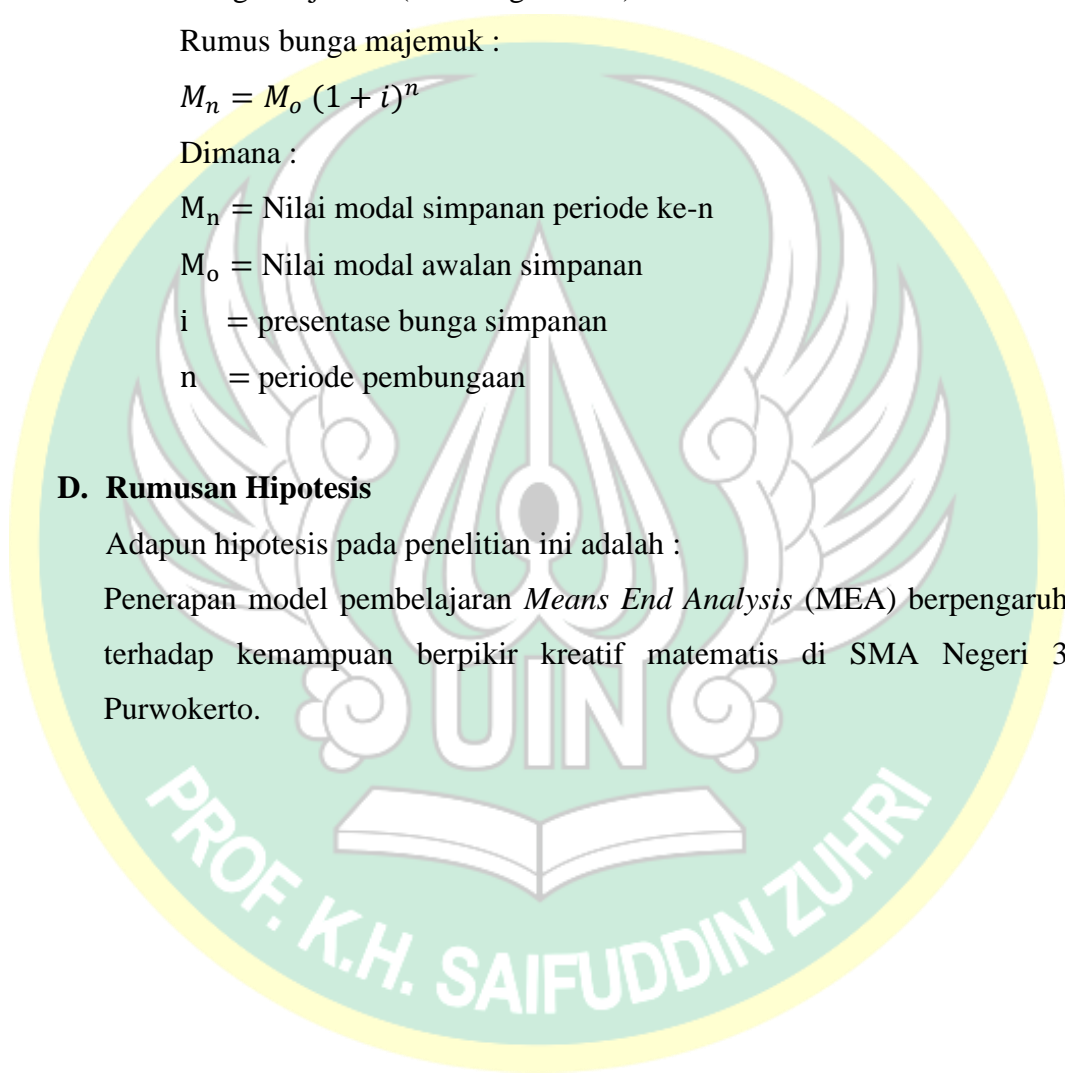 Rumus bunga majemuk :
𝑀ₙ = 𝑀ₒ (1 + 𝑖)ⁿ
Dimana :
Mₙ = Nilai modal simpanan periode ke-n
Mₒ = Nilai modal awalan simpanan
i = presentase bunga simpanan
n = periode pembungaan
D. Rumusan Hipotesis
Adapun hipotesis pada penelitian ini adalah :
Penerapan model pembelajaran Means End Analysis (MEA) berpengaruh
terhadap kemampuan berpikir kreatif matematis di SMA Negeri 3
Purwokerto.
UIN
PROF. K.H. SAIFUDDIN ZUHRI